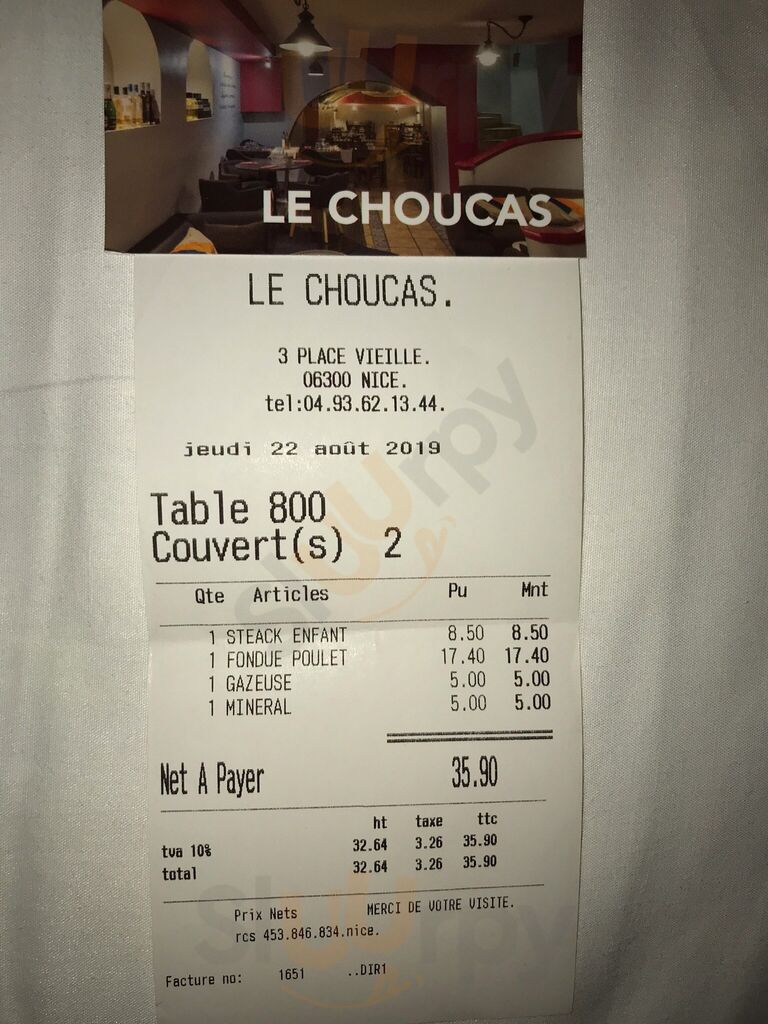 LE CHOUCAS
LE CHOUCAS.
3 PLACE VIEILLE.
06300 NICE.
tel:04.93.62.13.44.
jeudi 22 août 2019
Table 800
Couvert(s) 2
Qte Articles Pu Mnt
1 STEACK ENFANT 8.50 8.50
1 FONDUE POULET 17.40 17.40
1 GAZEUSE 5.00 5.00
1 MINERAL 5.00 5.00
Net A Payer 35.90
ht taxe ttc
tva 10% 32.64 3.26 35.90
total 32.64 3.26 35.90
Prix Nets MERCI DE VOTRE VISITE.
rcs 453.846.834.nice.
Facture no: 1651 ..DIR1
Sluurpy
Sluurpy